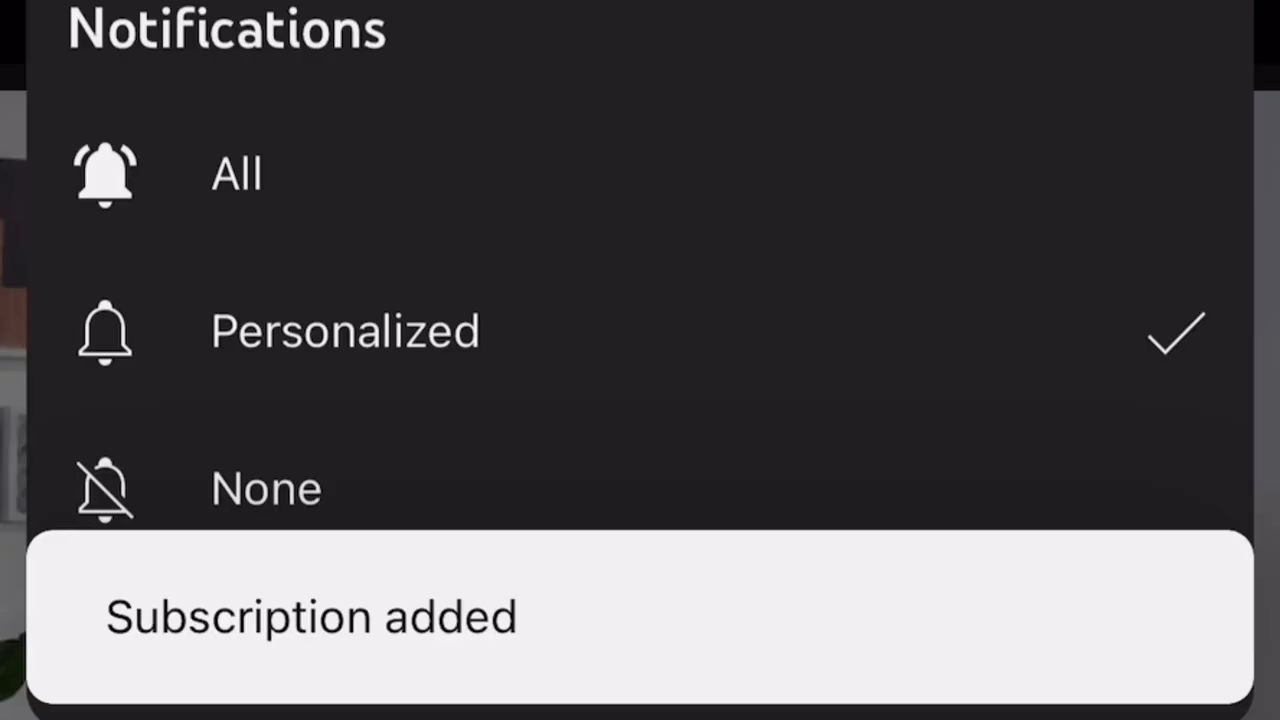 Notifications
All
Personalized
None
Subscription added